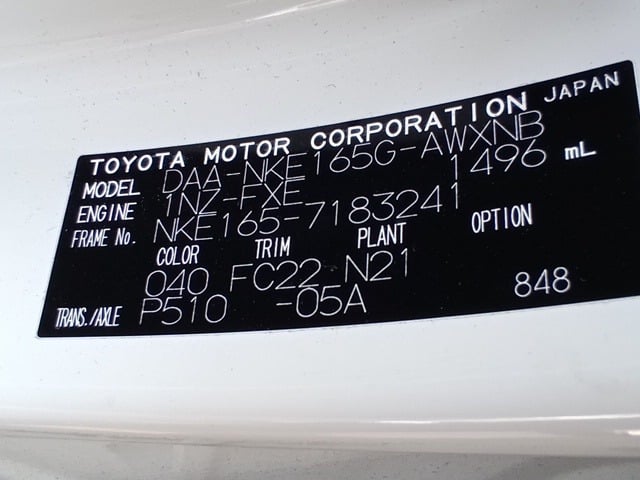 TOYOTA MOTOR CORPORATION JAPAN
MODEL DAA-NKE165G-AWXNB
ENGINE 1NZ-FXE 1496 mL
FRAME No. NKE165-7183241
COLOR TRIM PLANT OPTION
040 FC22 N21
TRANS./AXLE P510 -05A 848